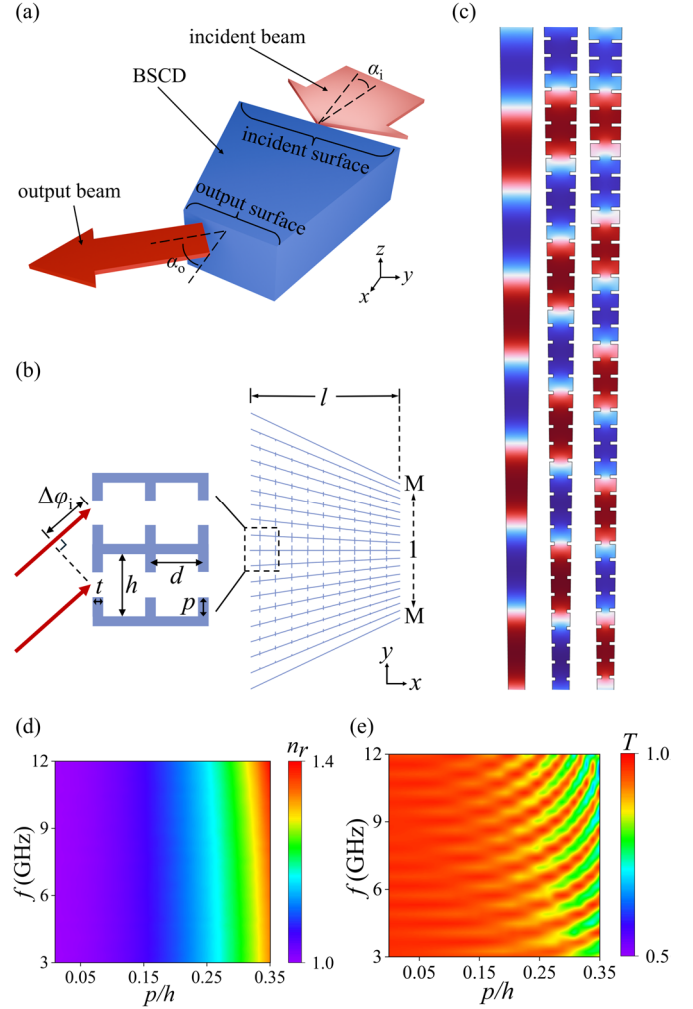 (a)
incident beam
αi
BSCD
incident surface
output beam
output surface
αo
z
y
x
(b)
l
M
Δφi
1
d
h
t
p
M
y
x
(c)
(d)
nr
12
1.4
9
f (GHz)
6
3
1.0
0.05
0.15
0.25
0.35
p/h
(e)
T
12
1.0
9
f (GHz)
6
3
0.5
0.05
0.15
0.25
0.35
p/h